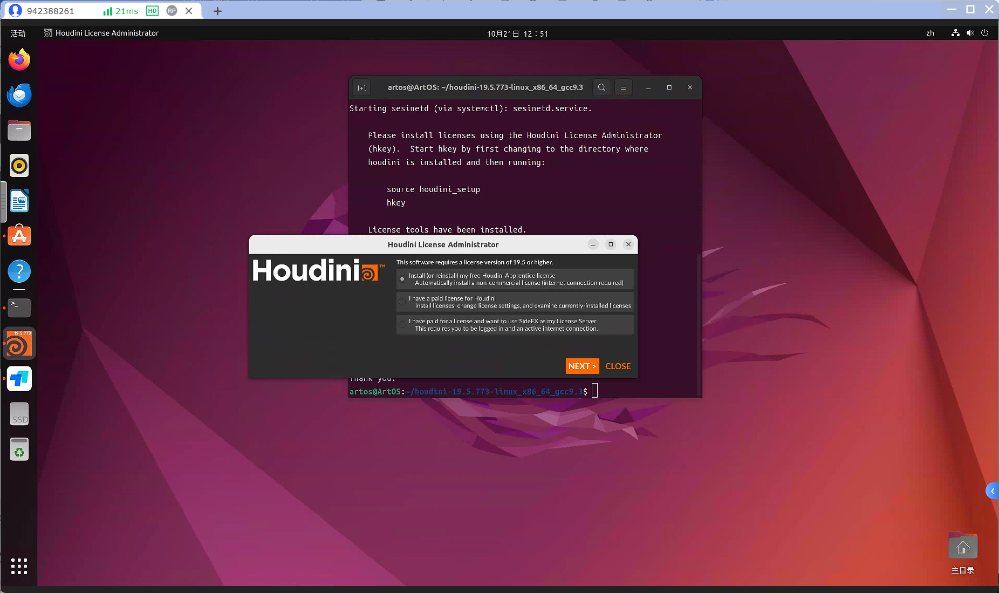 942388261
21ms
HD
RP
活动
Houdini License Administrator
10月21日 12：51
zh
artos@ArtOS: ~/houdini-19.5.773-linux_x86_64_gcc9.3
Starting sesinetd (via systemctl): sesinetd.service.
Please install licenses using the Houdini License Administrator
(hkey).  Start hkey by first changing to the directory where
houdini is installed and then running:
source houdini_setup
hkey
License tools have been installed.
Houdini License Administrator
Houdini™
This software requires a license version of 19.5 or higher.
Install (or reinstall) my free Houdini Apprentice license
Automatically install a non-commercial license (internet connection required)
I have a paid license for Houdini
Install licenses, change license settings, and examine currently-installed licenses
I have paid for a license and want to use SideFX as my License Server.
This requires you to be logged in and an active internet connection.
NEXT >
CLOSE
Thank you.
artos@ArtOS:~/houdini-19.5.773-linux_x86_64_gcc9.3$
19.5.773
SSD
主目录